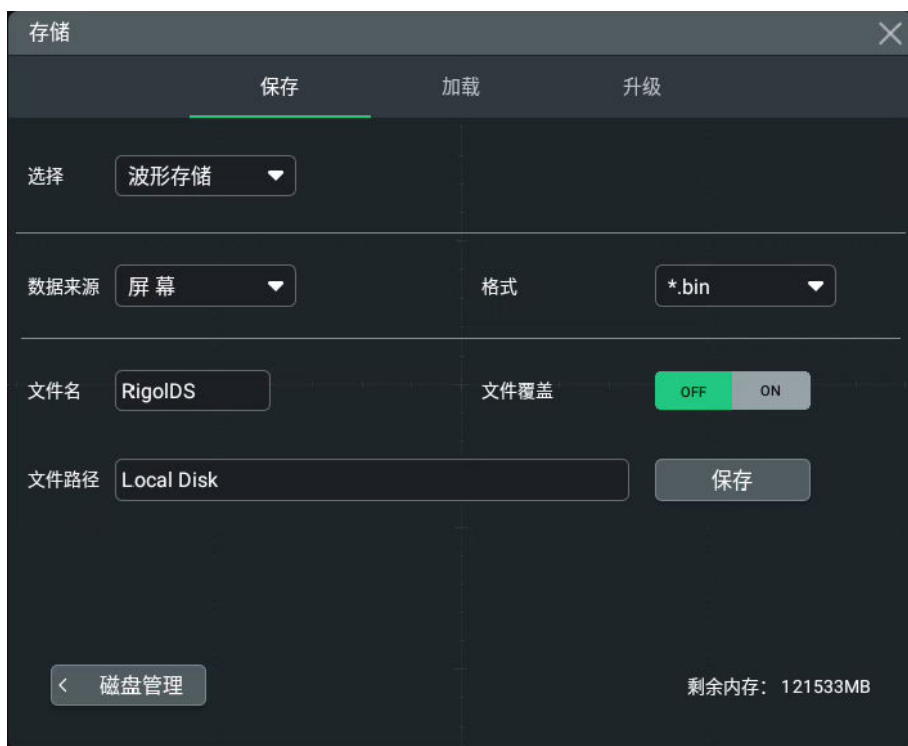 存储
保存 加载 升级
选择 波形存储
数据来源 屏幕 格式 *.bin
文件名 RigolDS 文件覆盖 OFF ON
文件路径 Local Disk 保存
< 磁盘管理 剩余内存： 121533MB